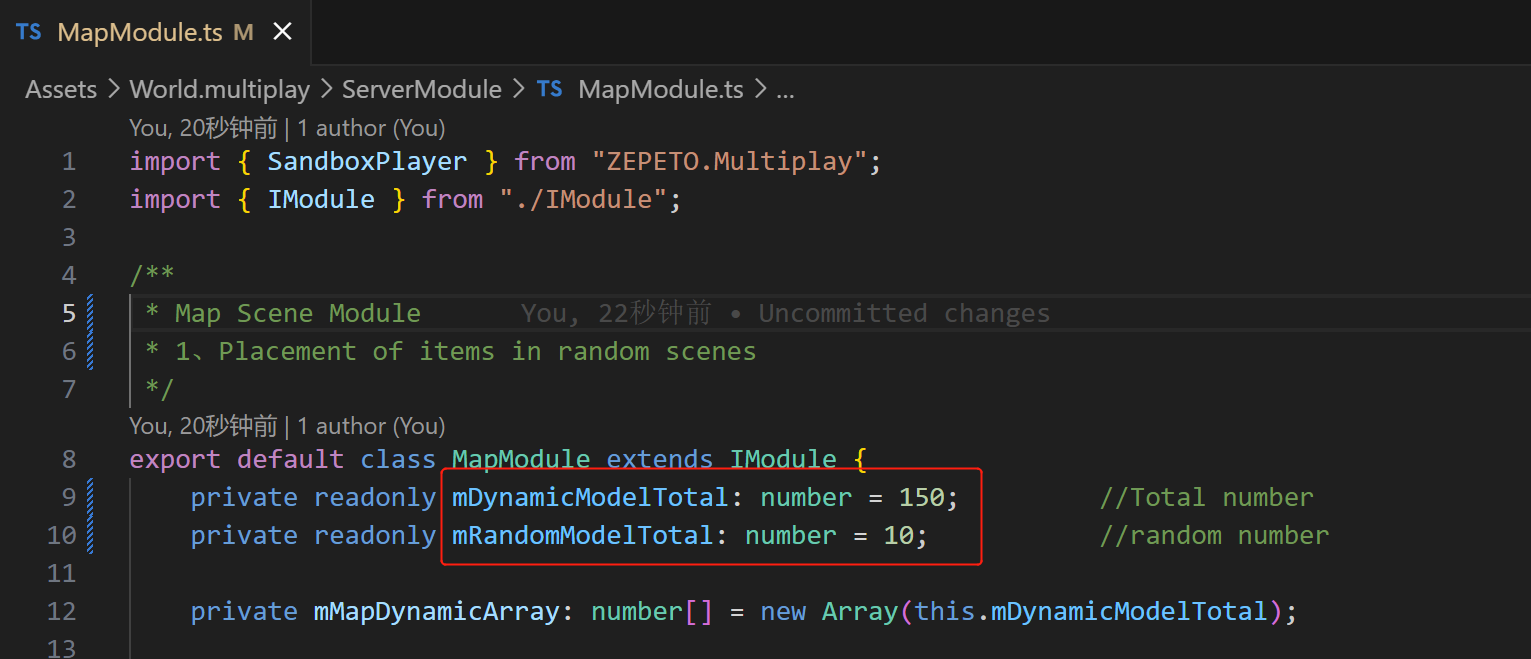 TS MapModule.ts M
Assets > World.multiplay > ServerModule > TS MapModule.ts > ...
You, 20秒钟前 | 1 author (You)
1 import { SandboxPlayer } from "ZEPETO.Multiplay";
2 import { IModule } from "./IModule";
3
4 /**
5 * Map Scene Module You, 22秒钟前 • Uncommitted changes
6 * 1、Placement of items in random scenes
7 */
You, 20秒钟前 | 1 author (You)
8 export default class MapModule extends IModule {
9 private readonly mDynamicModelTotal: number = 150; //Total number
10 private readonly mRandomModelTotal: number = 10; //random number
11
12 private mMapDynamicArray: number[] = new Array(this.mDynamicModelTotal);
13